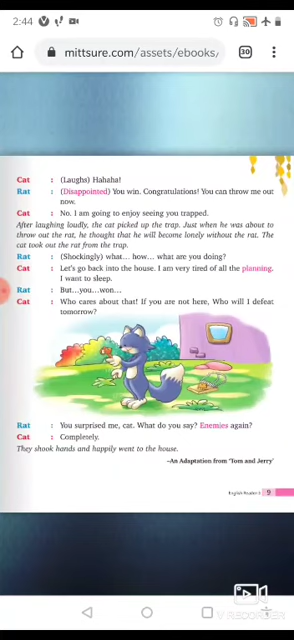 2:44
mittsure.com/assets/ebooks/
30
Cat : (Laughs) Hahaha!
Rat : (Disappointed) You win. Congratulations! You can throw me out
now.
Cat : No. I am going to enjoy seeing you trapped.
After laughing loudly, the cat picked up the trap. Just when he was about to
throw out the rat, he thought that he will become lonely without the rat. The
cat took out the rat from the trap.
Rat : (Shockingly) what... how... what are you doing?
Cat : Let's go back into the house. I am very tired of all the planning.
I want to sleep.
Rat : But...you...won...
Cat : Who cares about that! If you are not here, Who will I defeat
tomorrow?
Rat : You surprised me, cat. What do you say? Enemies again?
Cat : Completely.
They shook hands and happily went to the house.
–An Adaptation from 'Tom and Jerry'
9
V RECORDER